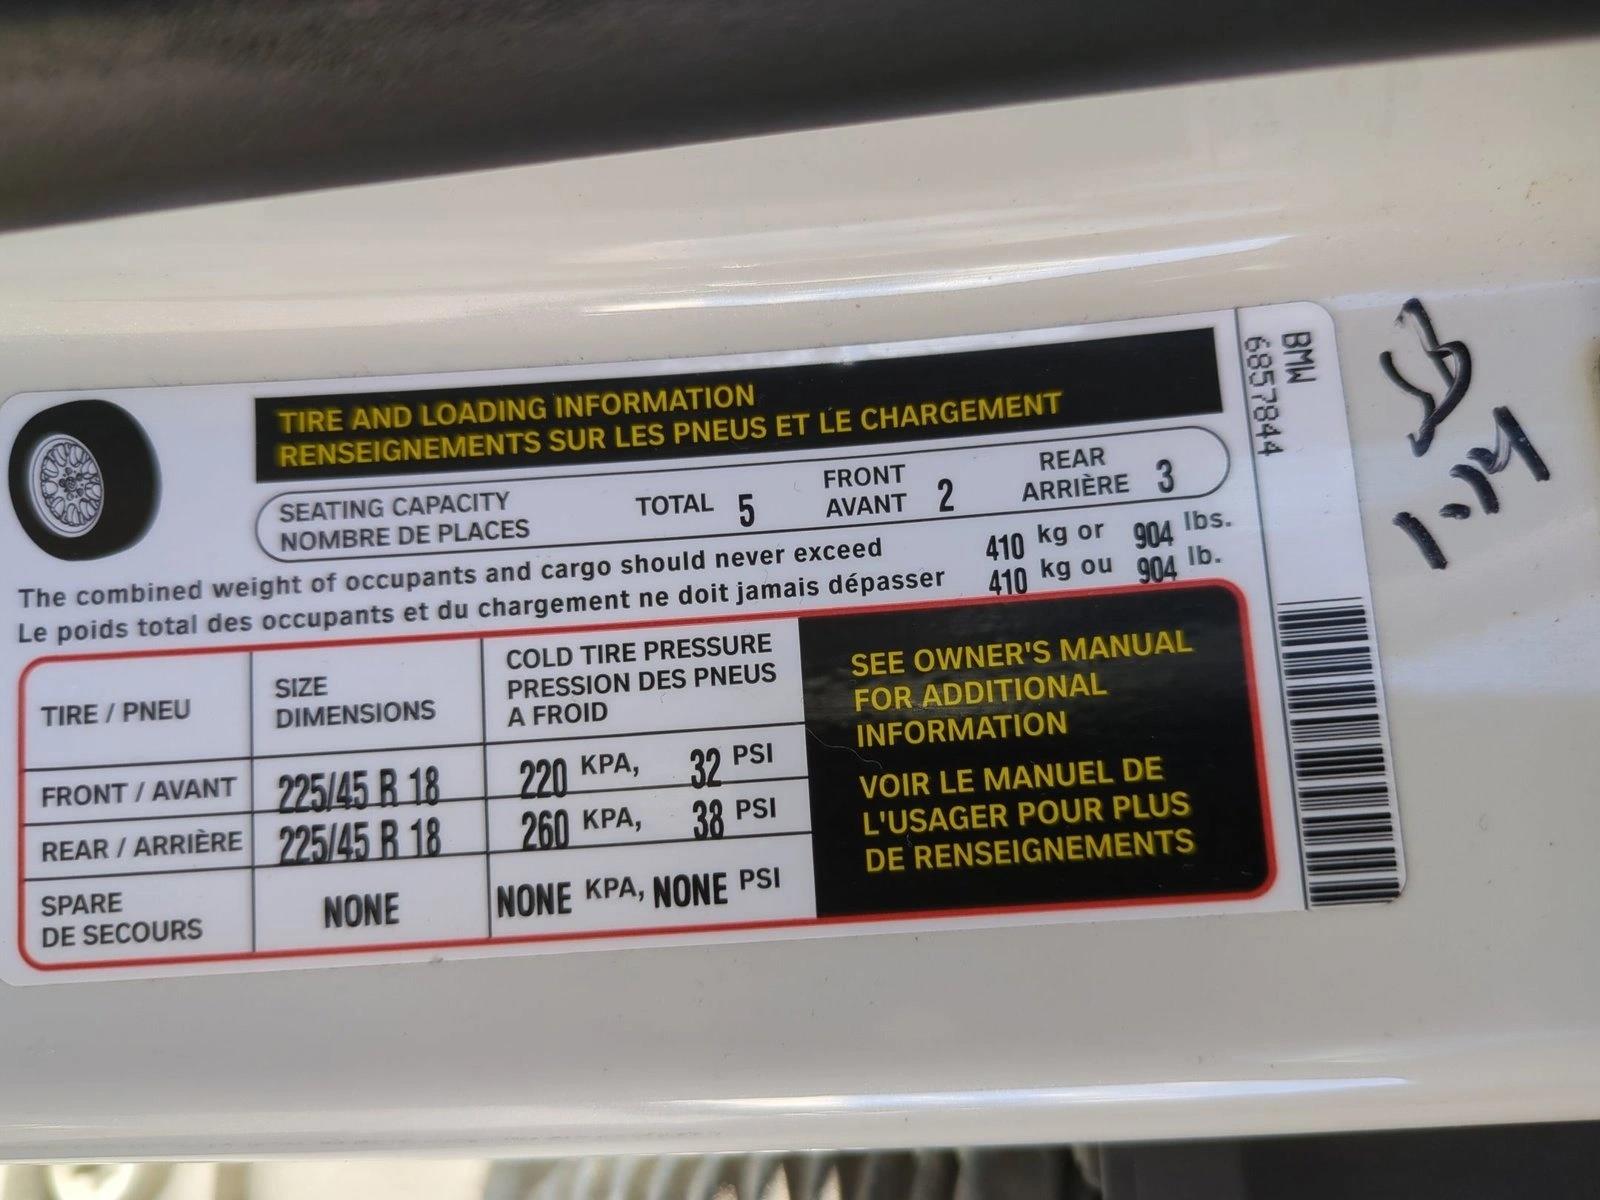 TIRE AND LOADING INFORMATION
RENSEIGNEMENTS SUR LES PNEUS ET LE CHARGEMENT
SEATING CAPACITY TOTAL 5 FRONT 2 REAR 3
NOMBRE DE PLACES AVANT ARRIÈRE
The combined weight of occupants and cargo should never exceed 410 kg or 904 lbs.
Le poids total des occupants et du chargement ne doit jamais dépasser 410 kg ou 904 lb.
TIRE / PNEU
SIZE
DIMENSIONS
COLD TIRE PRESSURE
PRESSION DES PNEUS
A FROID
FRONT / AVANT 225/45 R 18 220 KPA, 32 PSI
REAR / ARRIÈRE 225/45 R 18 260 KPA, 38 PSI
SPARE
DE SECOURS
NONE NONE KPA, NONE PSI
SEE OWNER'S MANUAL
FOR ADDITIONAL
INFORMATION
VOIR LE MANUEL DE
L'USAGER POUR PLUS
DE RENSEIGNEMENTS
BMW
6857844